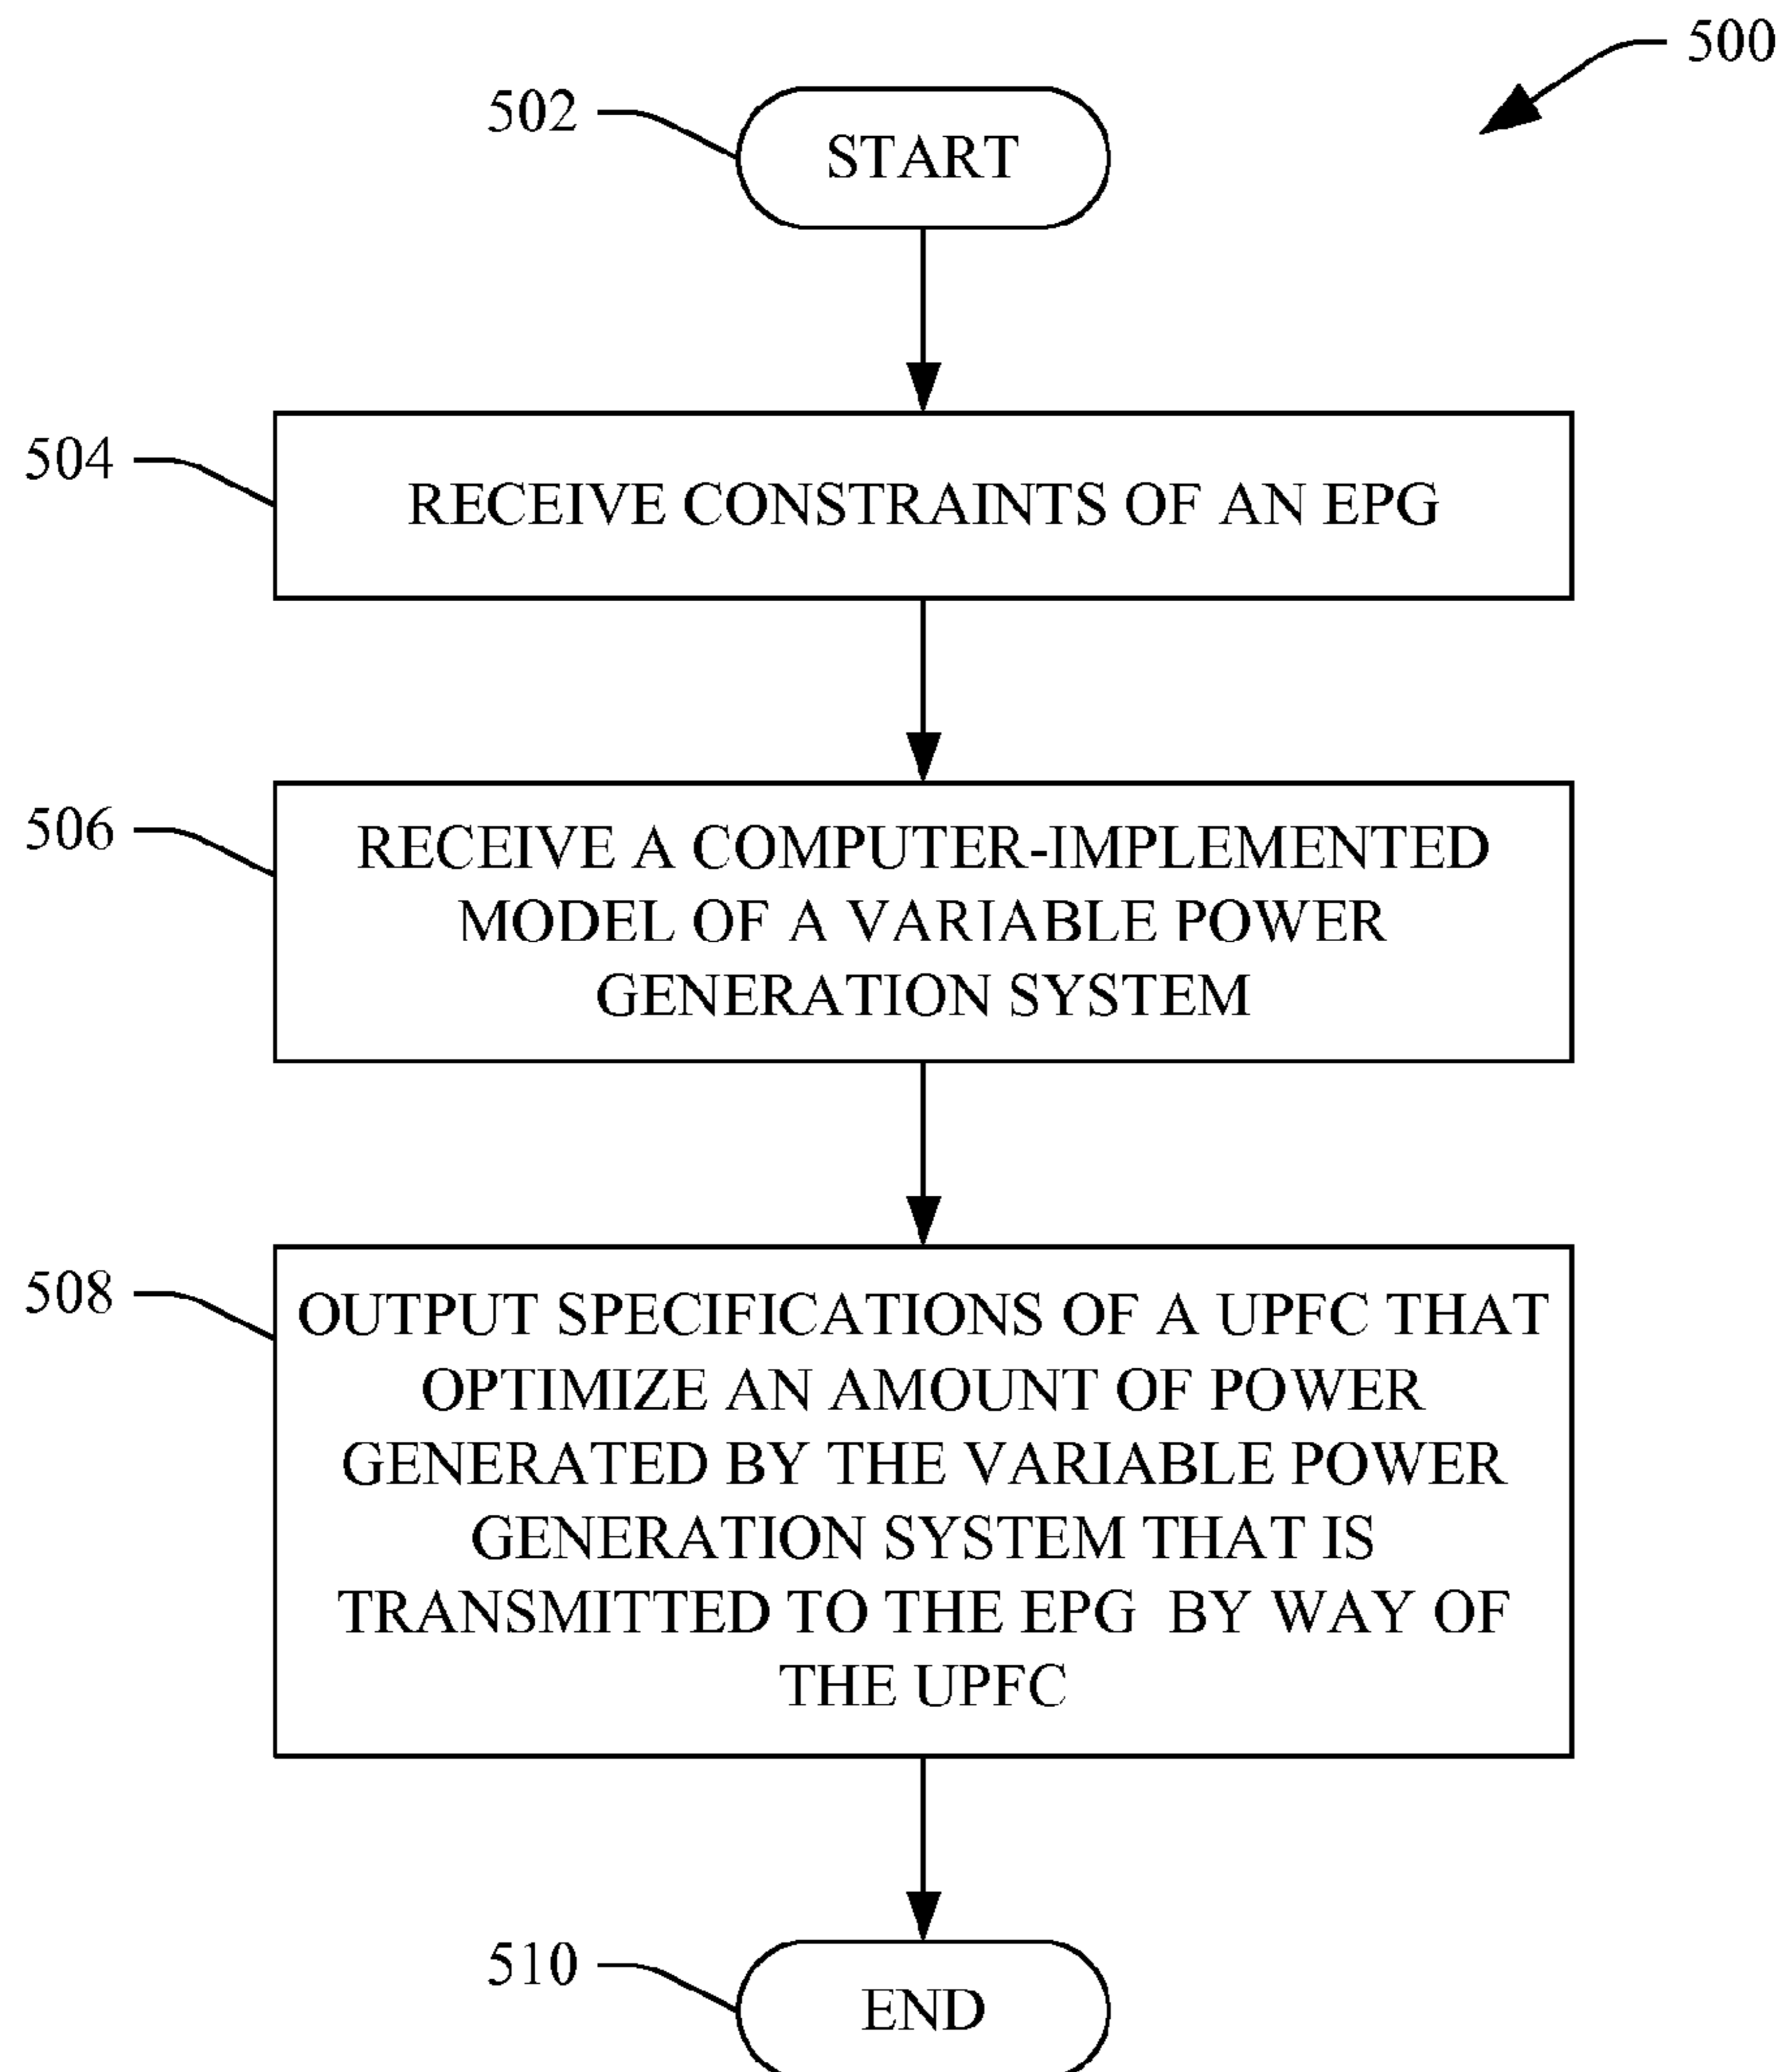 500
502
START
504
RECEIVE CONSTRAINTS OF AN EPG
506
RECEIVE A COMPUTER-IMPLEMENTED
MODEL OF A VARIABLE POWER
GENERATION SYSTEM
508
OUTPUT SPECIFICATIONS OF A UPFC THAT
OPTIMIZE AN AMOUNT OF POWER
GENERATED BY THE VARIABLE POWER
GENERATION SYSTEM THAT IS
TRANSMITTED TO THE EPG BY WAY OF
THE UPFC
510
END